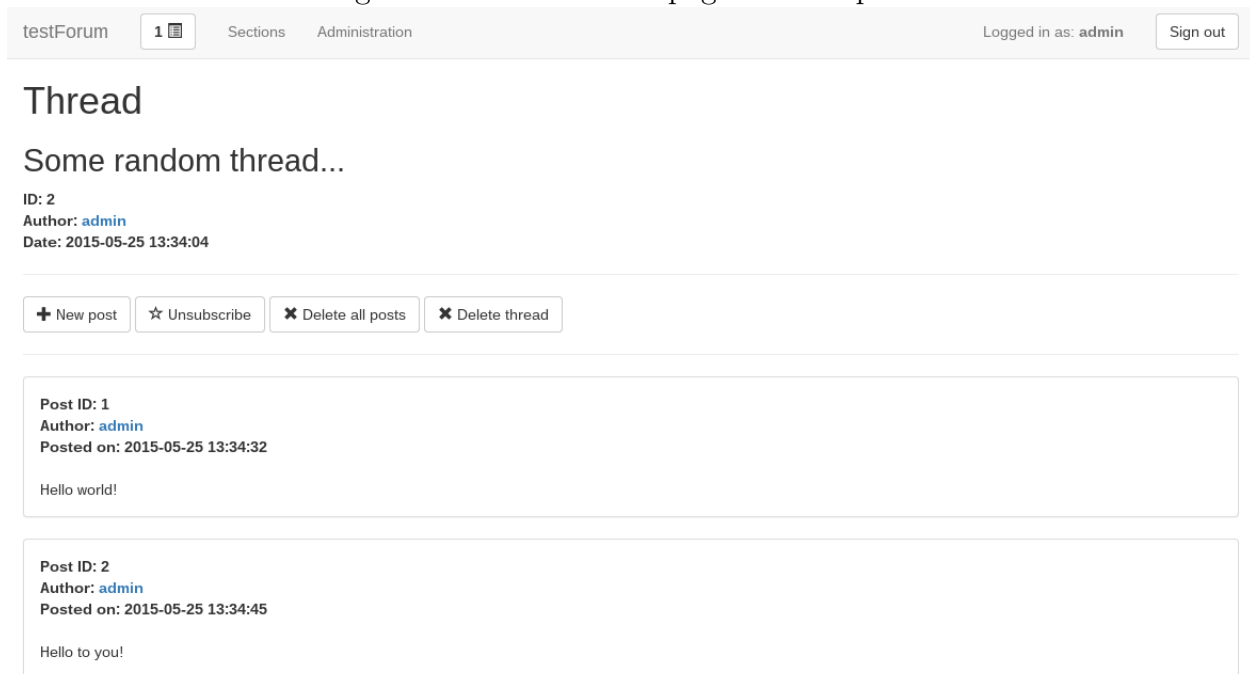 testForum 1 Sections Administration Logged in as: admin Sign out
Thread
Some random thread...
ID: 2
Author: admin
Date: 2015-05-25 13:34:04
New post Unsubscribe Delete all posts Delete thread
Post ID: 1
Author: admin
Posted on: 2015-05-25 13:34:32
Hello world!
Post ID: 2
Author: admin
Posted on: 2015-05-25 13:34:45
Hello to you!